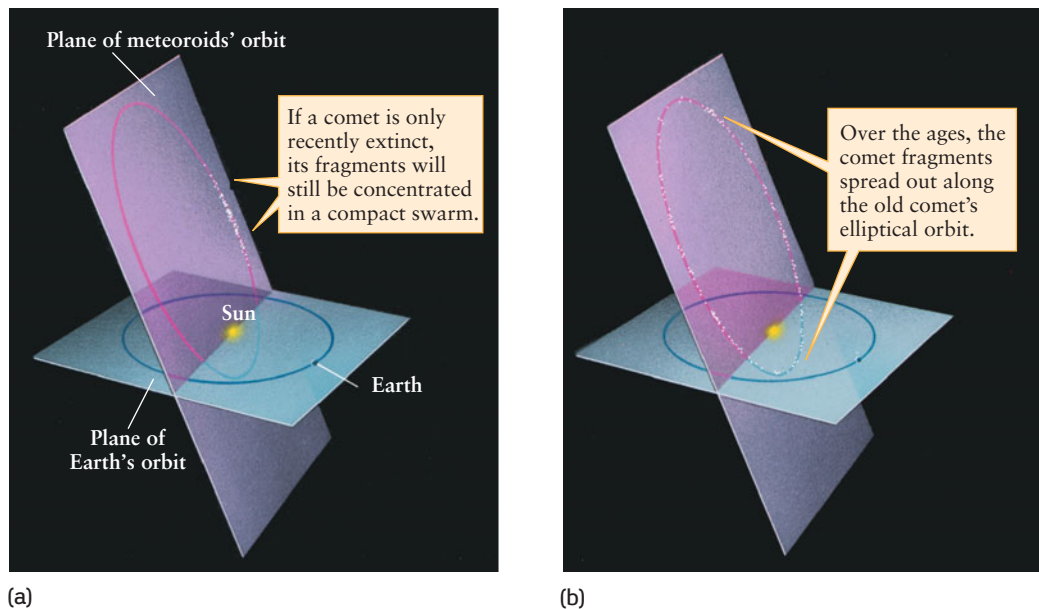 Plane of meteoroids’ orbit
If a comet is only
recently extinct,
its fragments will
still be concentrated
in a compact swarm.
Sun
Earth
Plane of
Earth’s orbit
(a)
Over the ages, the
comet fragments
spread out along
the old comet’s
elliptical orbit.
(b)